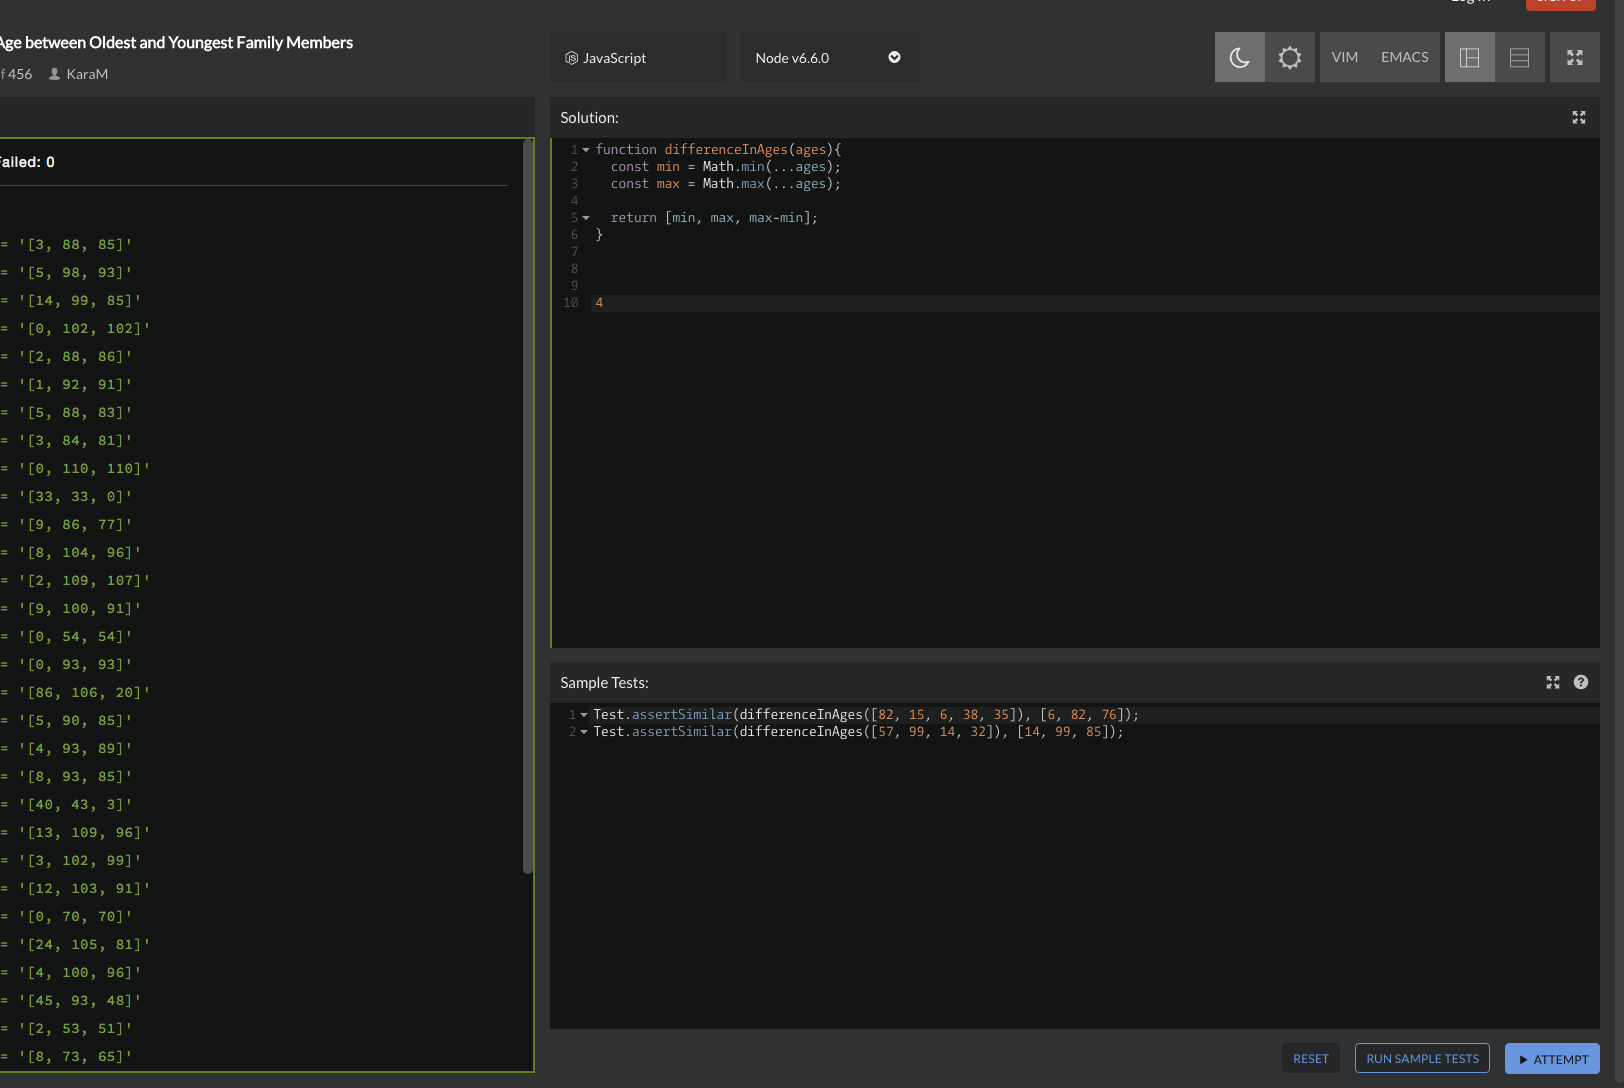 Age between Oldest and Youngest Family Members
456 KaraM
JavaScript
Node v6.6.0
VIM EMACS
Failed: 0
= '[3, 88, 85]'
= '[5, 98, 93]'
= '[14, 99, 85]'
= '[0, 102, 102]'
= '[2, 88, 86]'
= '[1, 92, 91]'
= '[5, 88, 83]'
= '[3, 84, 81]'
= '[0, 110, 110]'
= '[33, 33, 0]'
= '[9, 86, 77]'
= '[8, 104, 96]'
= '[2, 109, 107]'
= '[9, 100, 91]'
= '[0, 54, 54]'
= '[0, 93, 93]'
= '[86, 106, 20]'
= '[5, 90, 85]'
= '[4, 93, 89]'
= '[8, 93, 85]'
= '[40, 43, 3]'
= '[13, 109, 96]'
= '[3, 102, 99]'
= '[12, 103, 91]'
= '[0, 70, 70]'
= '[24, 105, 81]'
= '[4, 100, 96]'
= '[45, 93, 48]'
= '[2, 53, 51]'
= '[8, 73, 65]'
Solution:
1 function differenceInAges(ages){
2 const min = Math.min(...ages);
3 const max = Math.max(...ages);
4
5 return [min, max, max-min];
6 }
7
8
9
10 4
Sample Tests:
1 Test.assertSimilar(differenceInAges([82, 15, 6, 38, 35]), [6, 82, 76]);
2 Test.assertSimilar(differenceInAges([57, 99, 14, 32]), [14, 99, 85]);
RESET RUN SAMPLE TESTS ATTEMPT